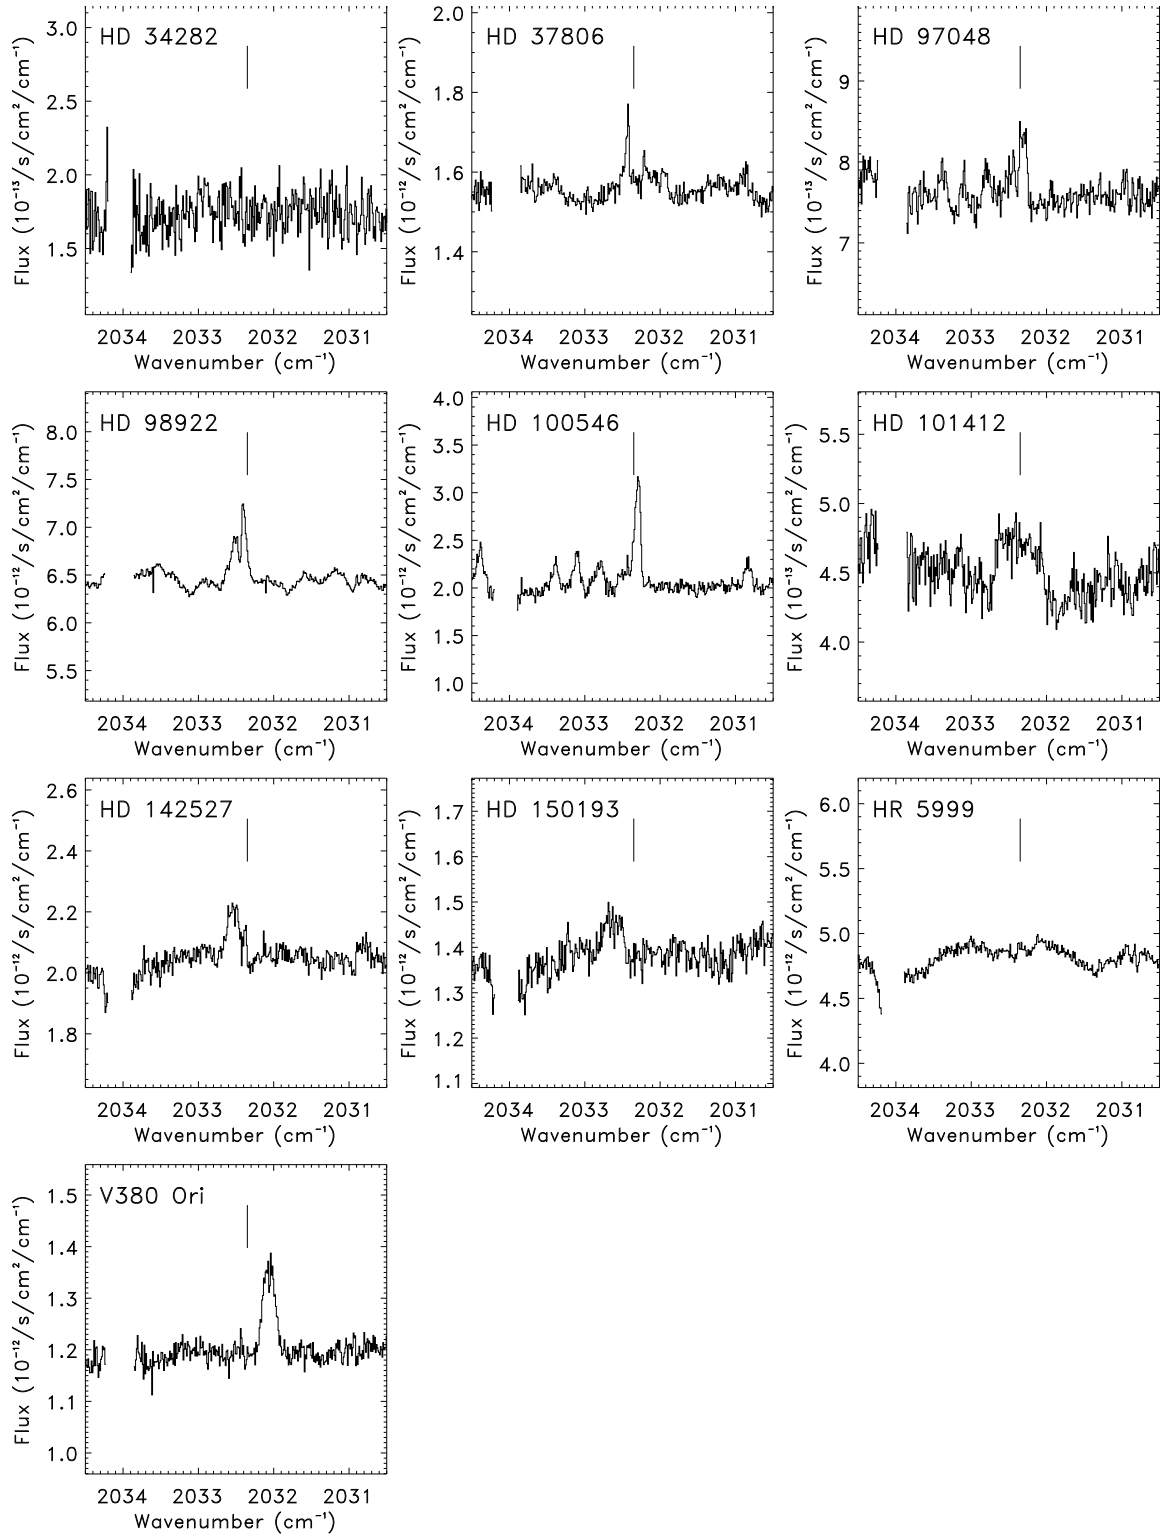 HD 34282
Flux (10⁻¹³/s/cm²/cm⁻¹)
3.0
2.5
2.0
1.5
2034 2033 2032 2031
Wavenumber (cm⁻¹)
HD 37806
Flux (10⁻¹²/s/cm²/cm⁻¹)
2.0
1.8
1.6
1.4
2034 2033 2032 2031
Wavenumber (cm⁻¹)
HD 97048
Flux (10⁻¹³/s/cm²/cm⁻¹)
9
8
7
2034 2033 2032 2031
Wavenumber (cm⁻¹)
HD 98922
Flux (10⁻¹²/s/cm²/cm⁻¹)
8.0
7.5
7.0
6.5
6.0
5.5
2034 2033 2032 2031
Wavenumber (cm⁻¹)
HD 100546
Flux (10⁻¹²/s/cm²/cm⁻¹)
4.0
3.5
3.0
2.5
2.0
1.5
1.0
2034 2033 2032 2031
Wavenumber (cm⁻¹)
HD 101412
Flux (10⁻¹³/s/cm²/cm⁻¹)
5.5
5.0
4.5
4.0
2034 2033 2032 2031
Wavenumber (cm⁻¹)
HD 142527
Flux (10⁻¹²/s/cm²/cm⁻¹)
2.6
2.4
2.2
2.0
1.8
2034 2033 2032 2031
Wavenumber (cm⁻¹)
HD 150193
Flux (10⁻¹²/s/cm²/cm⁻¹)
1.7
1.6
1.5
1.4
1.3
1.2
1.1
2034 2033 2032 2031
Wavenumber (cm⁻¹)
HR 5999
Flux (10⁻¹²/s/cm²/cm⁻¹)
6.0
5.5
5.0
4.5
4.0
2034 2033 2032 2031
Wavenumber (cm⁻¹)
V380 Ori
Flux (10⁻¹²/s/cm²/cm⁻¹)
1.5
1.4
1.3
1.2
1.1
1.0
2034 2033 2032 2031
Wavenumber (cm⁻¹)